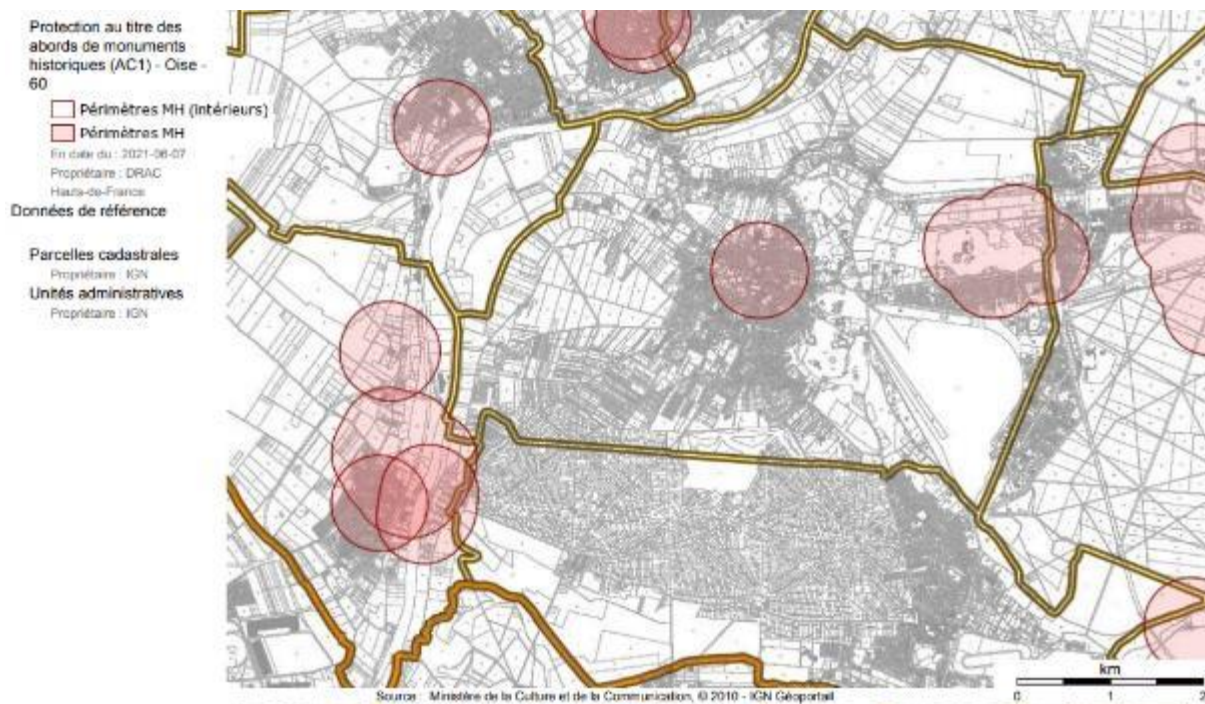 Protection au titre des
abords de monuments
historiques (AC1) - Oise -
60
Périmètres MH (intérieurs)
Périmètres MH
En date du : 2021-06-07
Propriétaire : DRAC
Hauts-de-France
Données de référence
Parcelles cadastrales
Propriétaire : IGN
Unités administratives
Propriétaire : IGN
km
0 1 2
Source : Ministère de la Culture et de la Communication, © 2010 - IGN Géoportail